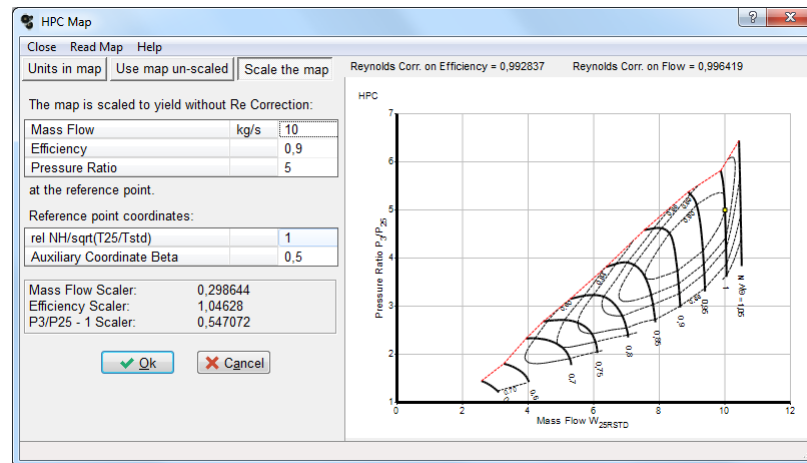 HPC Map
Close Read Map Help
Units in map Use map un-scaled Scale the map
The map is scaled to yield without Re Correction:
Mass Flow kg/s 10
Efficiency 0,9
Pressure Ratio 5
at the reference point.
Reference point coordinates:
rel NH/sqrt(T25/Tstd) 1
Auxiliary Coordinate Beta 0,5
Mass Flow Scaler: 0,298644
Efficiency Scaler: 1,04628
P3/P25 - 1 Scaler: 0,547072
Ok Cancel
Reynolds Corr. on Efficiency = 0,992837 Reynolds Corr. on Flow = 0,996419
HPC
7
6
5
4
3
2
1
Pressure Ratio P3/P25
0,6
0,7
0,75
0,8
0,85
0,9
0,95
1
0 2 4 6 8 10 12
Mass Flow W25RSTD